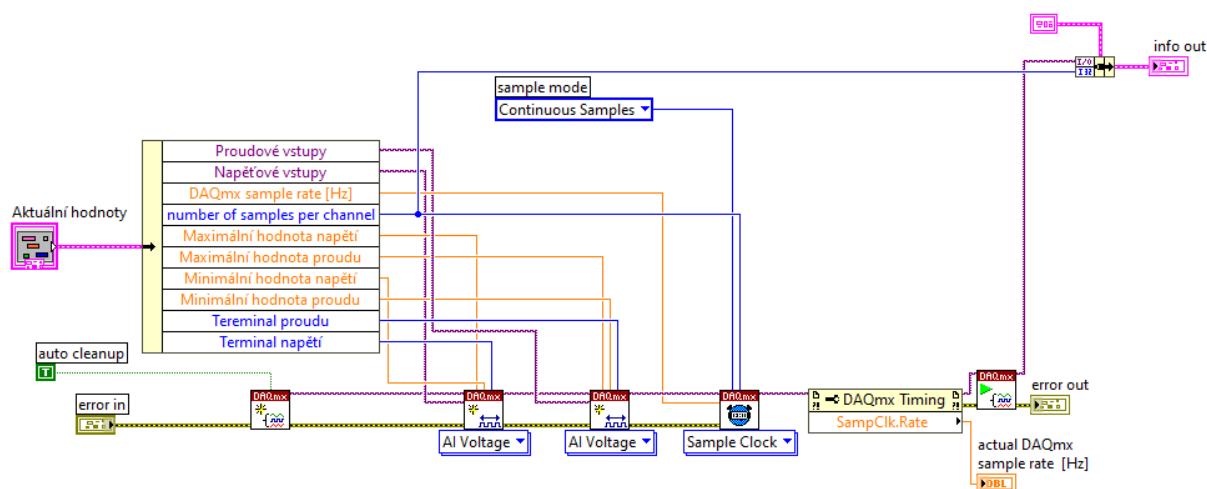 info out
I/O
I32
sample mode
Continuous Samples
Proudové vstupy
Napěťové vstupy
DAQmx sample rate [Hz]
number of samples per channel
Maximální hodnota napětí
Maximální hodnota proudu
Minimální hodnota napětí
Minimální hodnota proudu
Tereminal proudu
Terminal napětí
Aktuální hodnoty
auto cleanup
T
error in
DAQmx
DAQmx
AI Voltage
DAQmx
AI Voltage
DAQmx
Sample Clock
DAQmx Timing
SampClk.Rate
DAQmx
error out
actual DAQmx
sample rate [Hz]
DBL